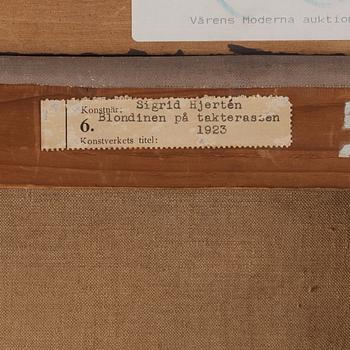 Vårens Moderna auktion
Konstnär: Sigrid Hjertén
6. Blondinen på takterassen
1923
Konstverkets titel: